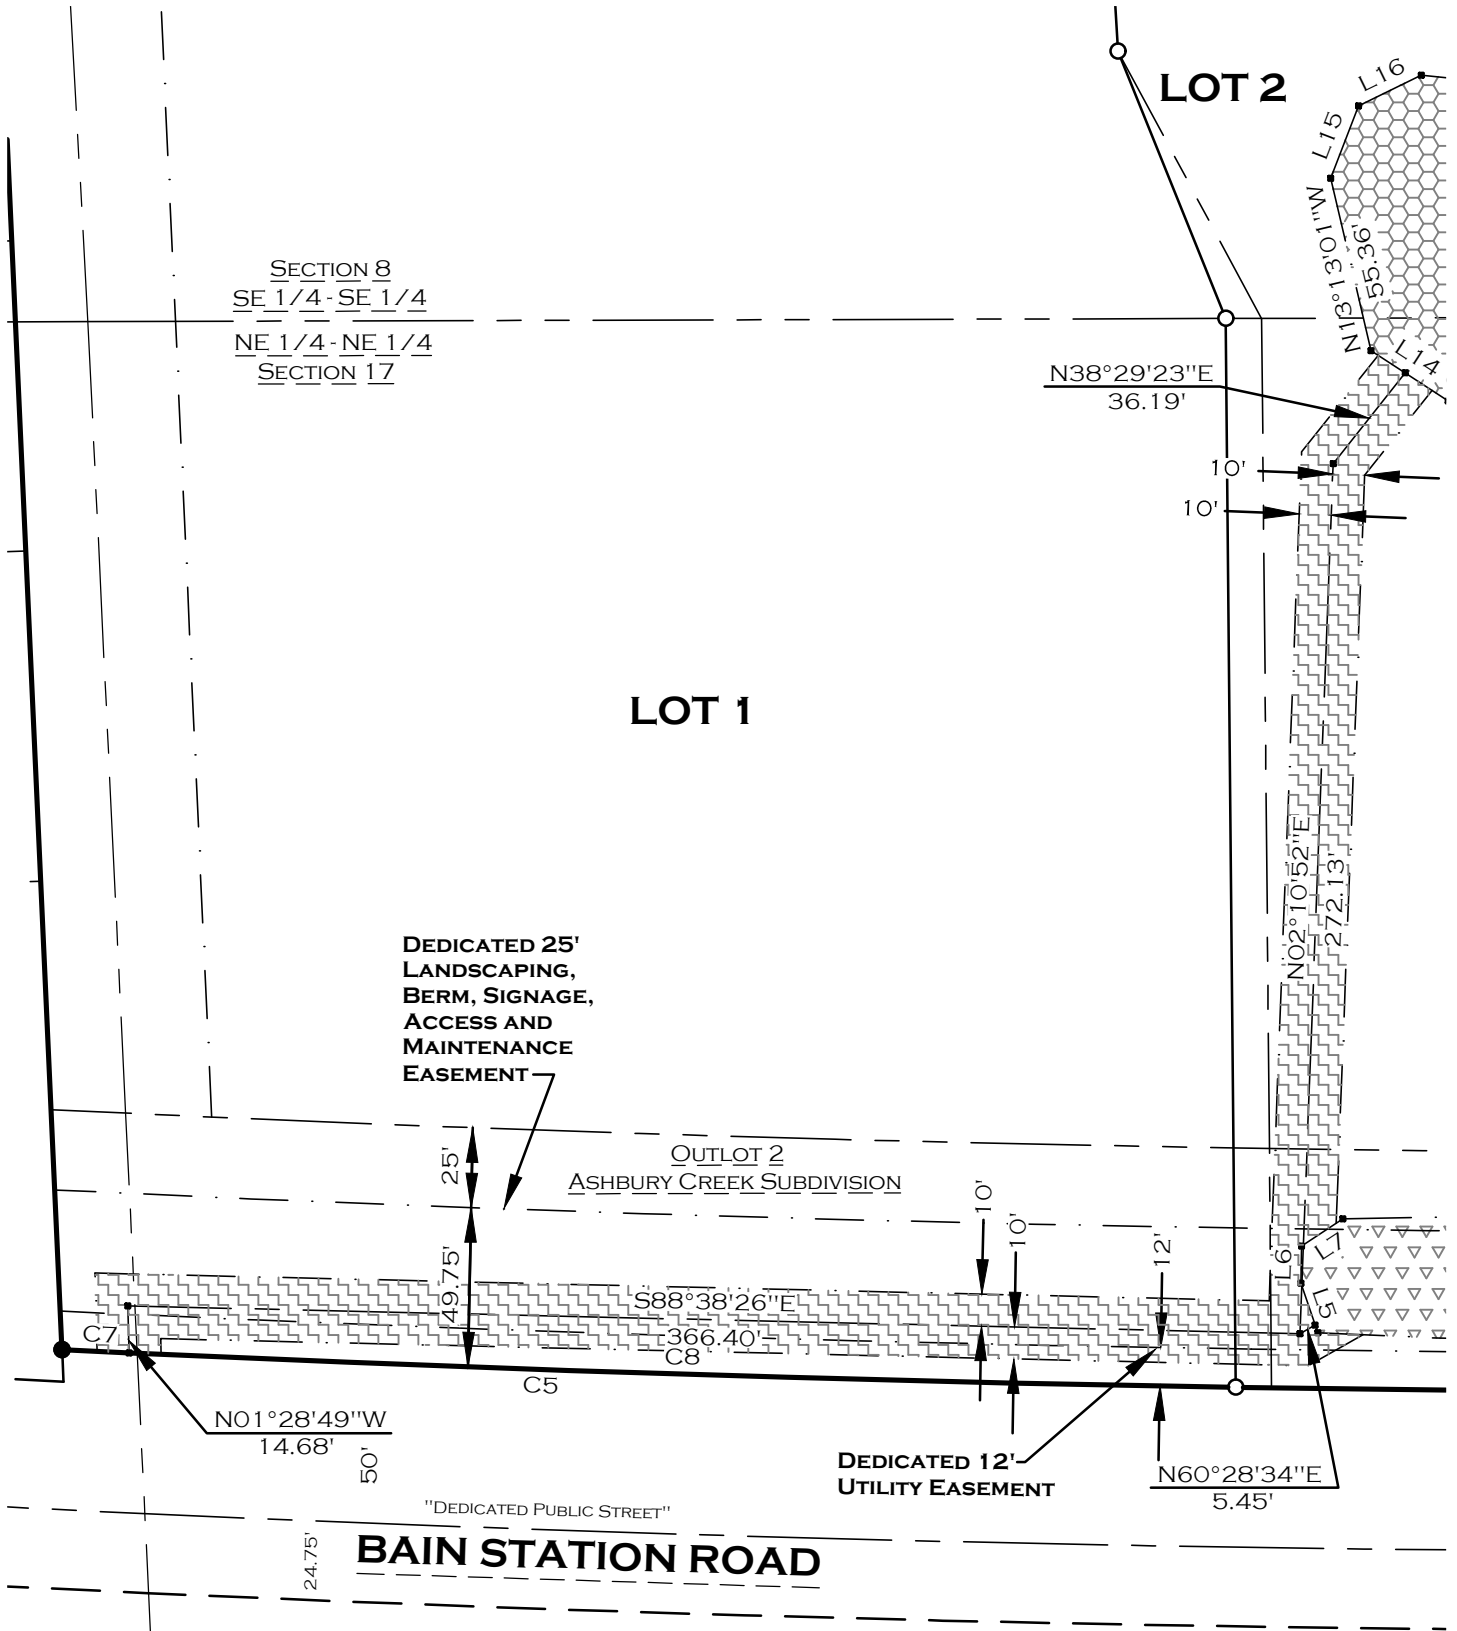 LOT 2
L16
L15
N13°13'01"W
55.36'
L14
SECTION 8
SE 1/4 - SE 1/4
NE 1/4 - NE 1/4
SECTION 17
N38°29'23"E
36.19'
10'
10'
LOT 1
N02°10'52"E
272.13'
DEDICATED 25'
LANDSCAPING,
BERM, SIGNAGE,
ACCESS AND
MAINTENANCE
EASEMENT
25'
OUTLOT 2
ASHBURY CREEK SUBDIVISION
10'
10'
12'
49.75'
L6
L7
L5
S88°38'26"E
366.40'
C7
C8
C5
N01°28'49"W
14.68'
50'
DEDICATED 12'
UTILITY EASEMENT
N60°28'34"E
5.45'
"DEDICATED PUBLIC STREET"
24.75'
BAIN STATION ROAD